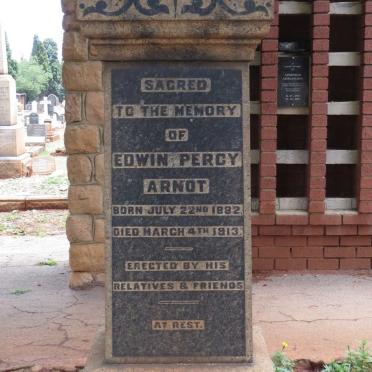 SACRED
TO THE MEMORY
OF
EDWIN PERCY
ARNOT
BORN JULY 22ND 1882.
DIED MARCH 4TH 1913.
ERECTED BY HIS
RELATIVES & FRIENDS
AT REST.